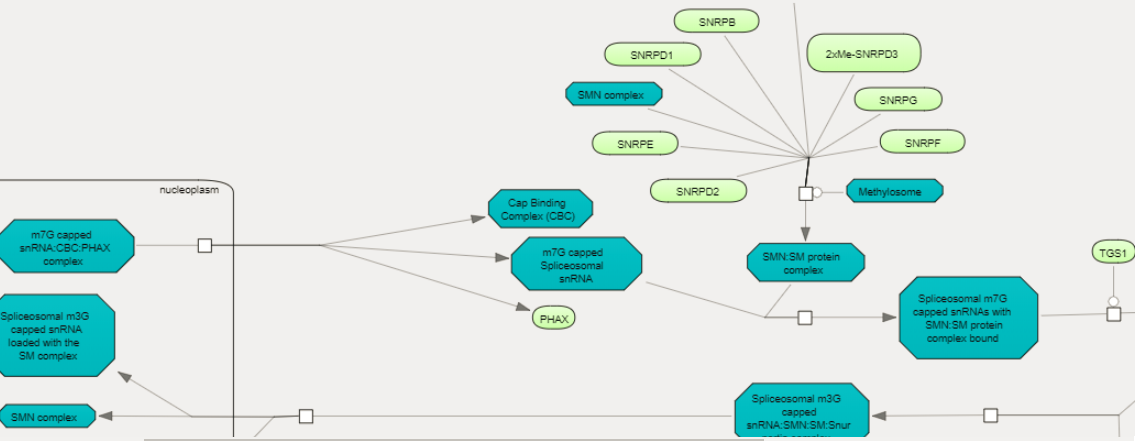 SNRPB
SNRPD1
2xMe-SNRPD3
SMN complex
SNRPG
SNRPE
SNRPF
SNRPD2
Methylosome
nucleoplasm
Cap Binding
Complex (CBC)
m7G capped
snRNA:CBC:PHAX
complex
m7G capped
Spliceosomal
snRNA
SMN:SM protein
complex
TGS1
PHAX
Spliceosomal m7G
capped snRNAs with
SMN:SM protein
complex bound
Spliceosomal m3G
capped snRNA
loaded with the
SM complex
SMN complex
Spliceosomal m3G
capped
snRNA:SMN:SM:Snur